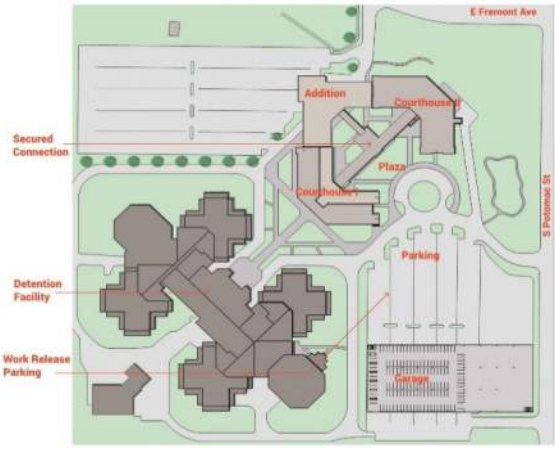 E Fremont Ave
Addition
Courthouse II
Secured
Connection
Plaza
Courthouse I
S Potomac St
Parking
Detention
Facility
Work Release
Parking
Garage